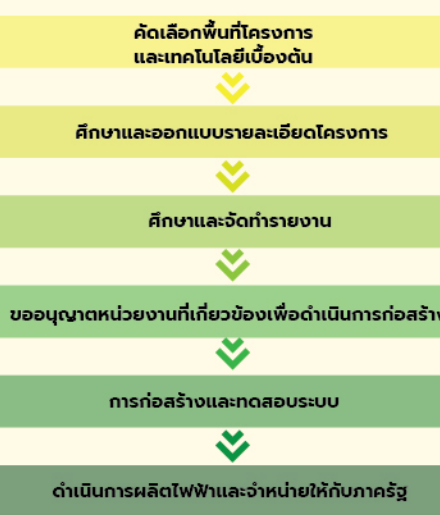 คัดเลือกพื้นที่โครงการ
และเทคโนโลยีเบื้องต้น
ศึกษาและออกแบบรายละเอียดโครงการ
ศึกษาและจัดทำรายงาน
ขออนุญาตหน่วยงานที่เกี่ยวข้องเพื่อดำเนินการก่อสร้าง
การก่อสร้างและทดสอบระบบ
ดำเนินการผลิตไฟฟ้าและจำหน่ายให้กับภาครัฐ